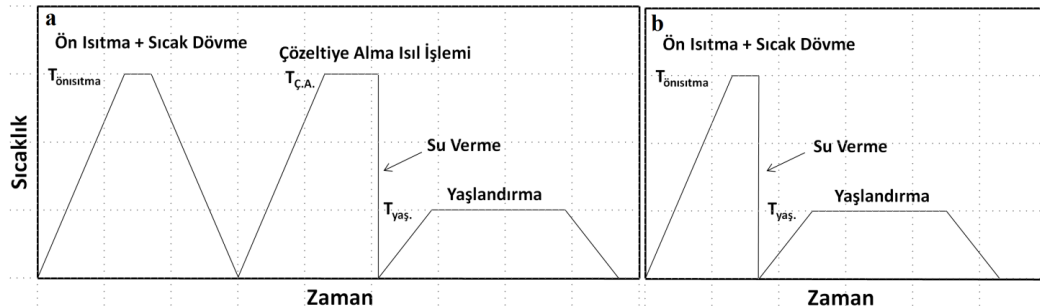 a
Ön Isıtma + Sıcak Dövme
Çözeltiye Alma Isıl İşlemi
Tönısıtma
TÇ.A.
Su Verme
Tyaş.
Yaşlandırma
Sıcaklık
Zaman
b
Ön Isıtma + Sıcak Dövme
Tönısıtma
Su Verme
Tyaş.
Yaşlandırma
Zaman